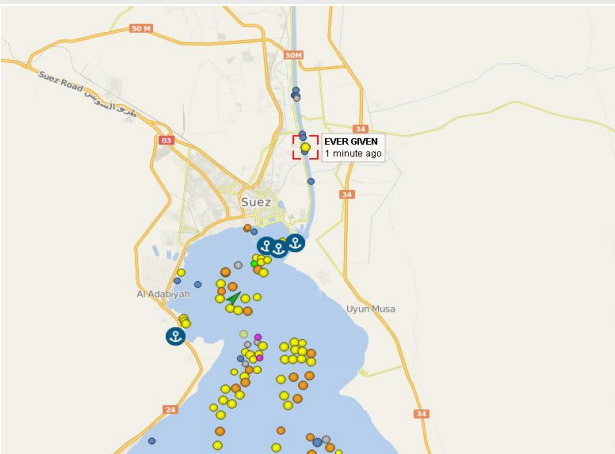 50 M
50M
Suez Road طريق السويس
34
03
EVER GIVEN
1 minute ago
34
Suez
Al Adabiyah
Uyun Musa
24
34